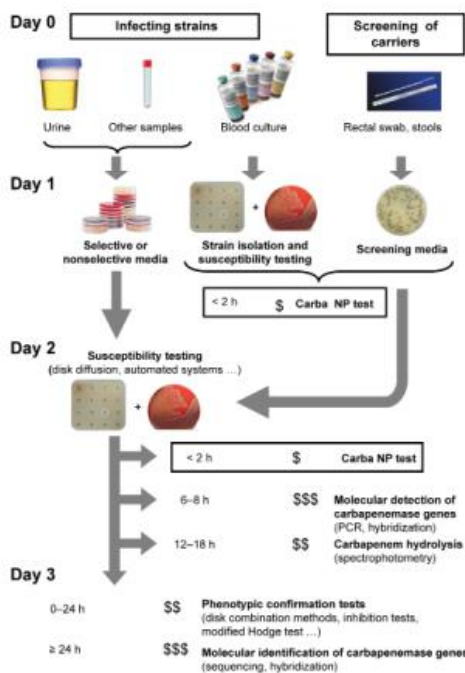 Day 0
Infecting strains
Screening of
carriers
Urine
Other samples
Blood culture
Rectal swab, stools
Day 1
Selective or
nonselective media
+
Strain isolation and
susceptibility testing
Screening media
< 2 h $ Carba NP test
Day 2
Susceptibility testing
(disk diffusion, automated systems ...)
+
< 2 h $ Carba NP test
6–8 h $$$ Molecular detection of
carbapenemase genes
(PCR, hybridization)
12–18 h $$ Carbapenem hydrolysis
(spectrophotometry)
Day 3
0–24 h $$ Phenotypic confirmation tests
(disk combination methods, inhibition tests,
modified Hodge test ...)
≥ 24 h $$$ Molecular identification of carbapenemase genes
(sequencing, hybridization)